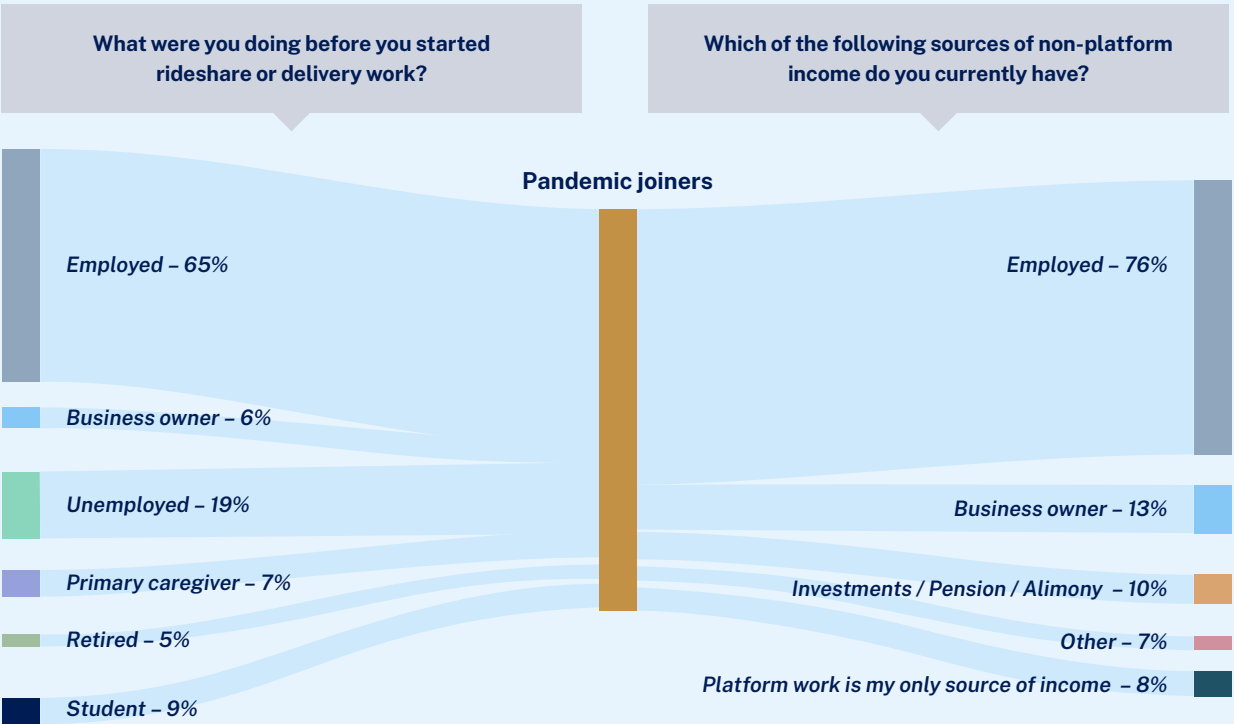 What were you doing before you started
rideshare or delivery work?
Which of the following sources of non-platform
income do you currently have?
Pandemic joiners
Employed – 65%
Business owner – 6%
Unemployed – 19%
Primary caregiver – 7%
Retired – 5%
Student – 9%
Employed – 76%
Business owner – 13%
Investments / Pension / Alimony – 10%
Other – 7%
Platform work is my only source of income – 8%